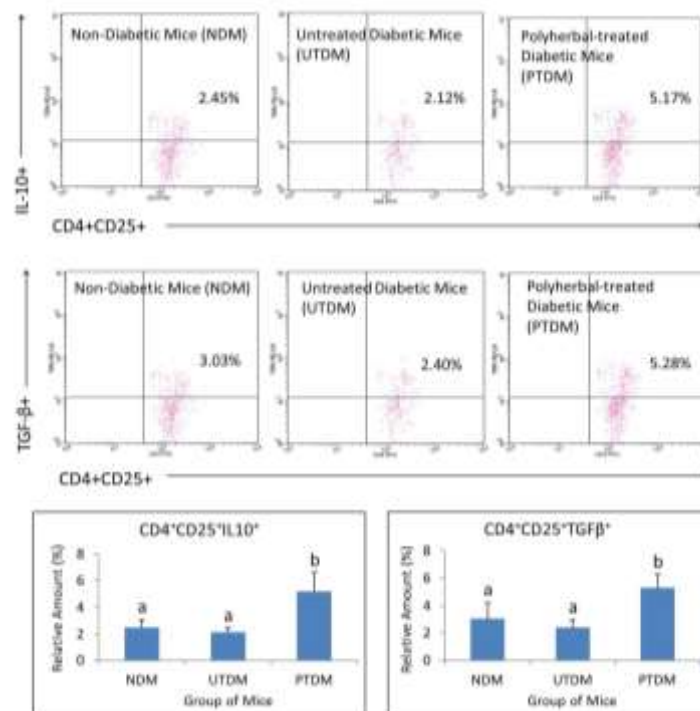 Non-Diabetic Mice (NDM)
2.45%
Untreated Diabetic Mice
(UTDM)
2.12%
Polyherbal-treated
Diabetic Mice
(PTDM)
5.17%
IL-10+
CD4+CD25+
Non-Diabetic Mice (NDM)
3.03%
Untreated Diabetic Mice
(UTDM)
2.40%
Polyherbal-treated
Diabetic Mice
(PTDM)
5.28%
TGF-β+
CD4+CD25+
CD4⁺CD25⁺IL10⁺
Relative Amount (%)
8
6
4
2
0
a
a
b
NDM
UTDM
PTDM
Group of Mice
CD4⁺CD25⁺TGFβ⁺
Relative Amount (%)
8
6
4
2
0
a
a
b
NDM
UTDM
PTDM
Group of Mice